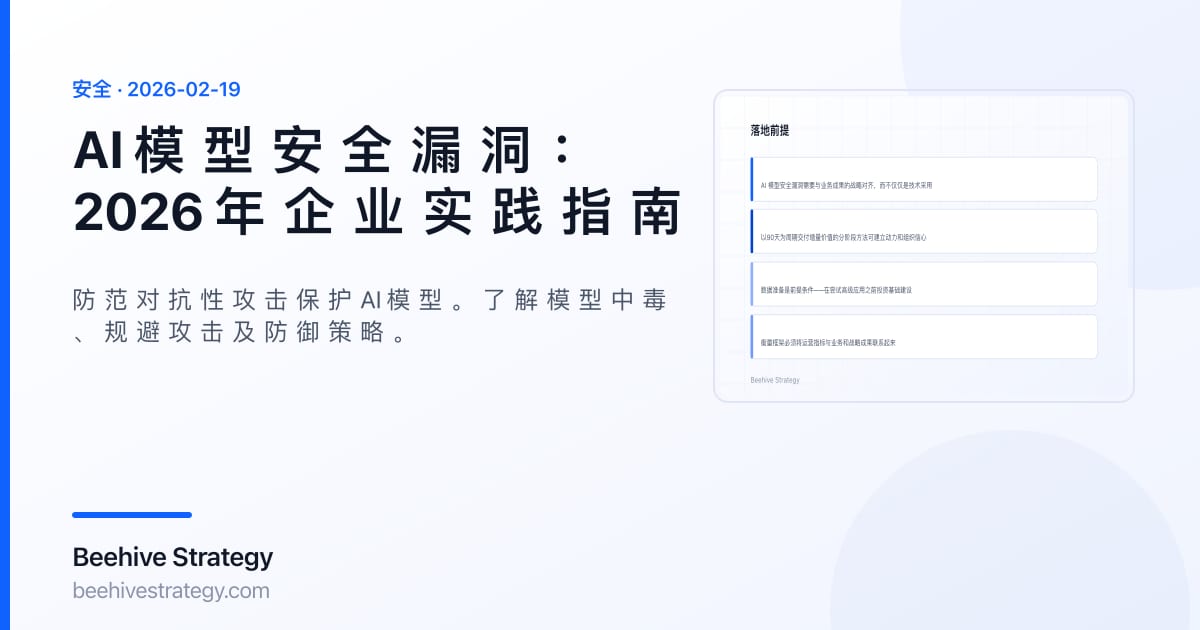 安全 · 2026-02-19
AI模型安全漏洞：
2026年企业实践指南
防范对抗性攻击保护AI模型。了解模型中毒
、规避攻击及防御策略。
Beehive Strategy
beehivestrategy.com
落地前提
AI 模型安全漏洞需要与业务成果的战略对齐，而不仅仅是技术采用
以90天为周期交付增量价值的分阶段方法可建立动力和组织信心
数据准备是前提条件——在尝试高级应用之前投资基础建设
衡量框架必须将运营指标与业务和战略成果联系起来
Beehive Strategy